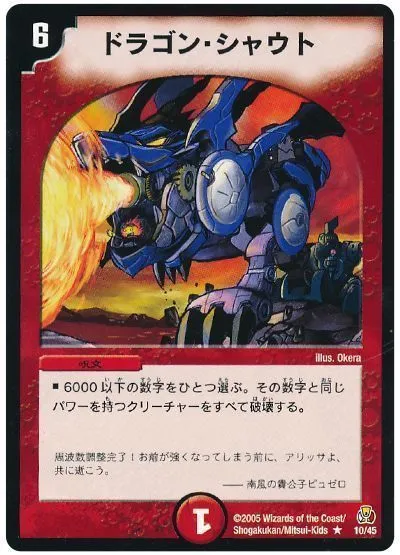 6
ドラゴン・シャウト
illus. Okera
呪文
■ 6000以下の数字をひとつ選ぶ。その数字と同じ
パワーを持つクリーチャーをすべて破壊する。
周波数調整完了！お前が強くなってしまう前に、アリッサよ、
共に逝こう。
── 南風の貴公子ピュゼロ
1
©2005 Wizards of the Coast/
Shogakukan/Mitsui-Kids ★ 10/45